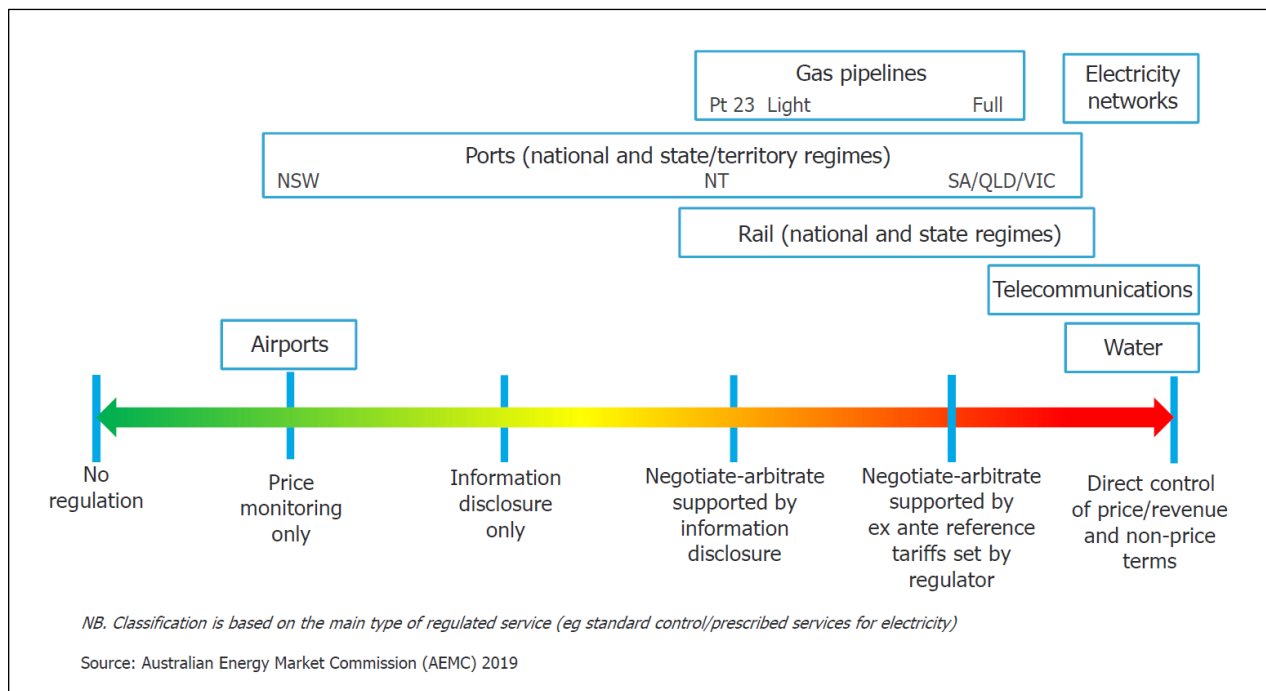 Gas pipelines
Pt 23 Light Full
Electricity
networks
Ports (national and state/territory regimes)
NSW NT SA/QLD/VIC
Rail (national and state regimes)
Telecommunications
Airports
Water
No
regulation
Price
monitoring
only
Information
disclosure
only
Negotiate-arbitrate
supported by
information
disclosure
Negotiate-arbitrate
supported by
ex ante reference
tariffs set by
regulator
Direct control
of price/revenue
and non-price
terms
NB. Classification is based on the main type of regulated service (eg standard control/prescribed services for electricity)
Source: Australian Energy Market Commission (AEMC) 2019